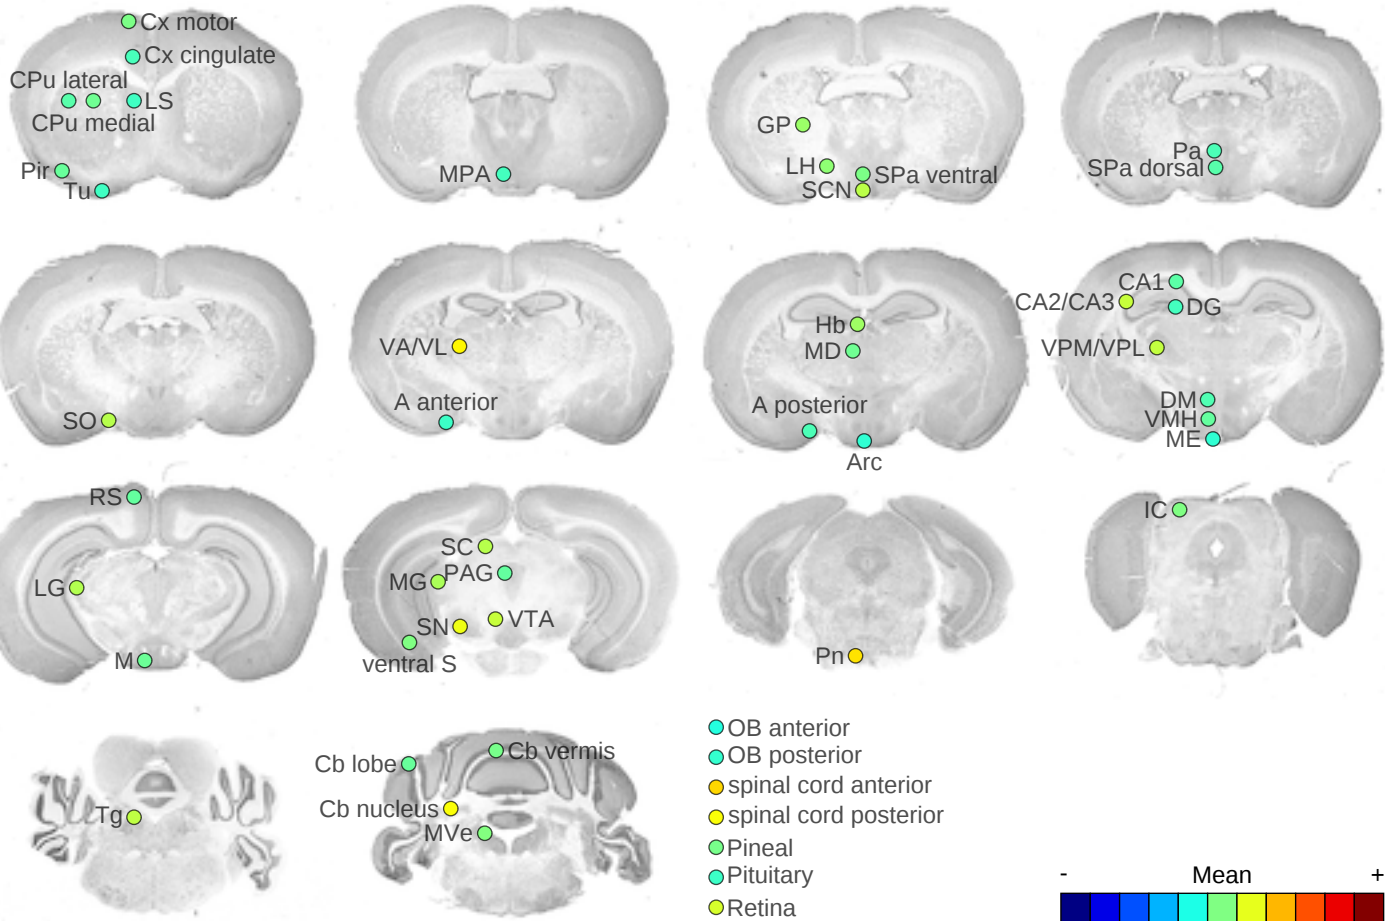 Cx motor
Cx cingulate
CPu lateral
LS
CPu medial
Pir
Tu
MPA
GP
LH
SPa ventral
SCN
Pa
SPa dorsal
SO
VA/VL
A anterior
Hb
MD
A posterior
Arc
CA1
CA2/CA3
DG
VPM/VPL
DM
VMH
ME
RS
LG
M
SC
MG
PAG
SN
VTA
ventral S
Pn
IC
Tg
Cb lobe
Cb vermis
Cb nucleus
MVe
OB anterior
OB posterior
spinal cord anterior
spinal cord posterior
Pineal
Pituitary
Retina
- Mean +